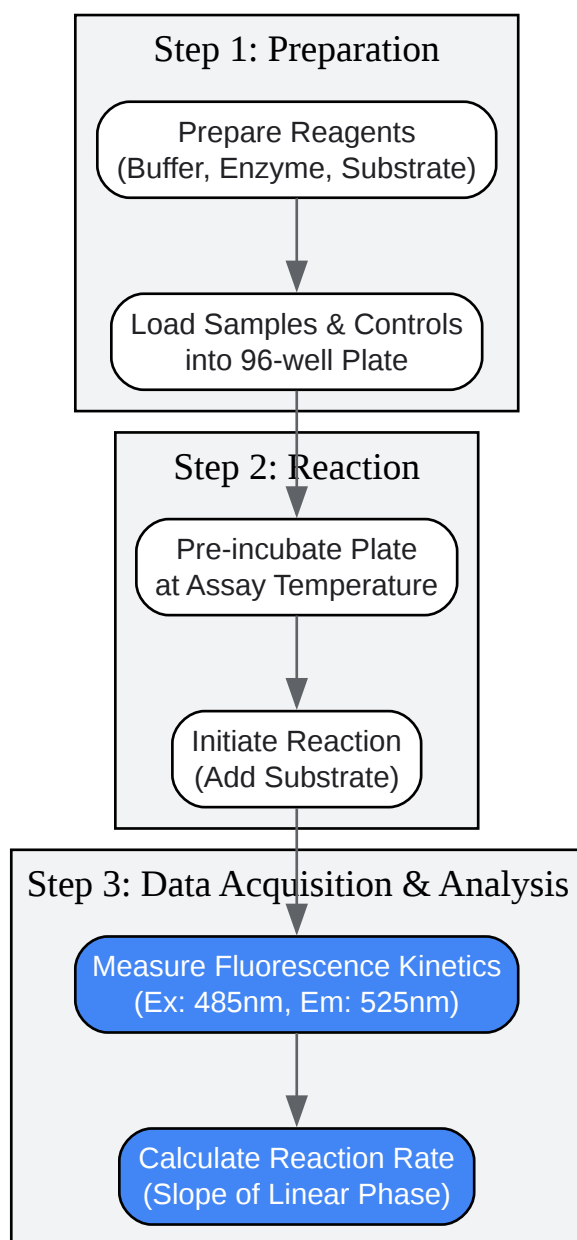 Step 1: Preparation
Prepare Reagents
(Buffer, Enzyme, Substrate)
Load Samples & Controls
into 96-well Plate
Step 2: Reaction
Pre-incubate Plate
at Assay Temperature
Initiate Reaction
(Add Substrate)
Step 3: Data Acquisition & Analysis
Measure Fluorescence Kinetics
(Ex: 485nm, Em: 525nm)
Calculate Reaction Rate
(Slope of Linear Phase)